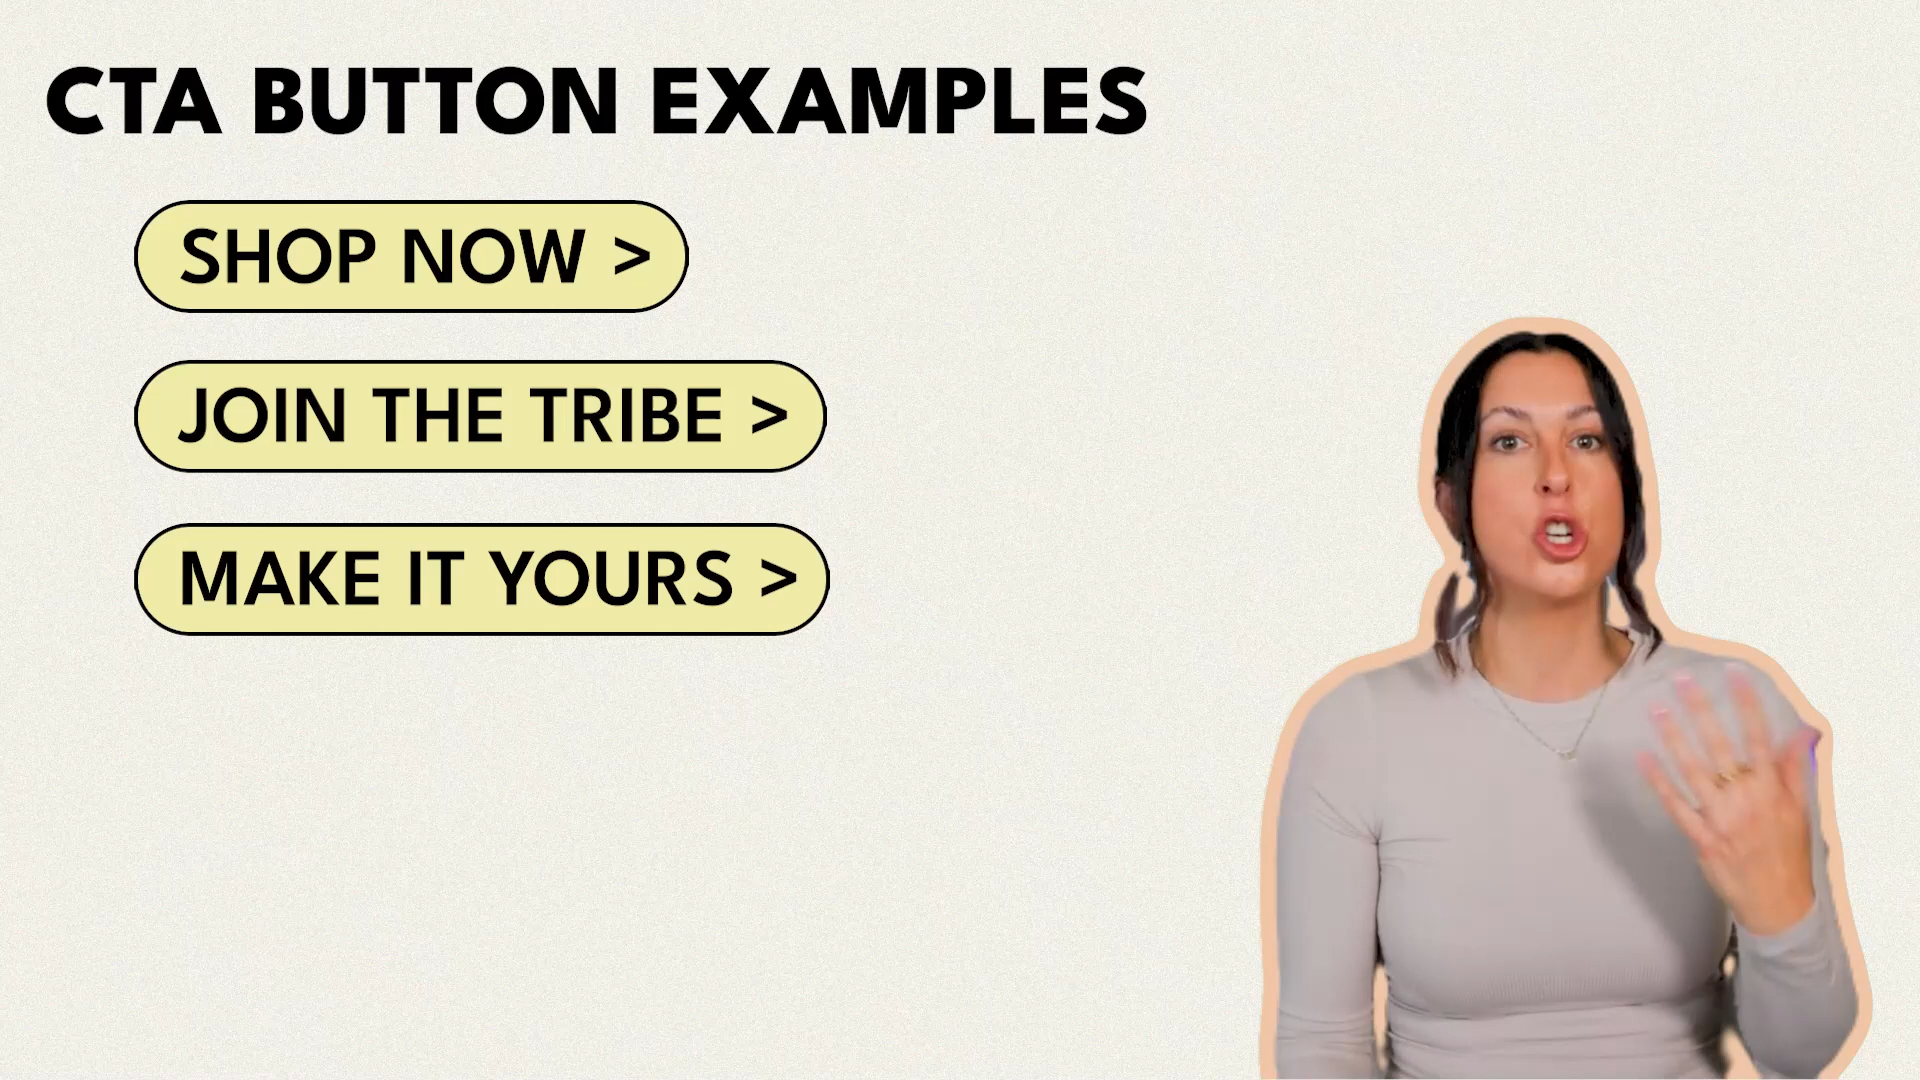 CTA BUTTON EXAMPLES
SHOP NOW >
JOIN THE TRIBE >
MAKE IT YOURS >